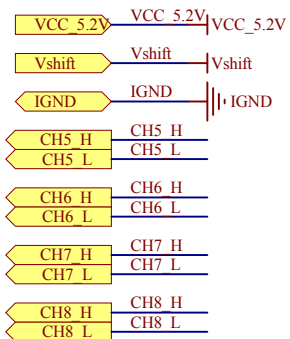 VCC_5.2V VCC_5.2V VCC_5.2V
Vshift Vshift Vshift
IGND IGND IGND
CH5_H CH5_H
CH5_L CH5_L
CH6_H CH6_H
CH6_L CH6_L
CH7_H CH7_H
CH7_L CH7_L
CH8_H CH8_H
CH8_L CH8_L